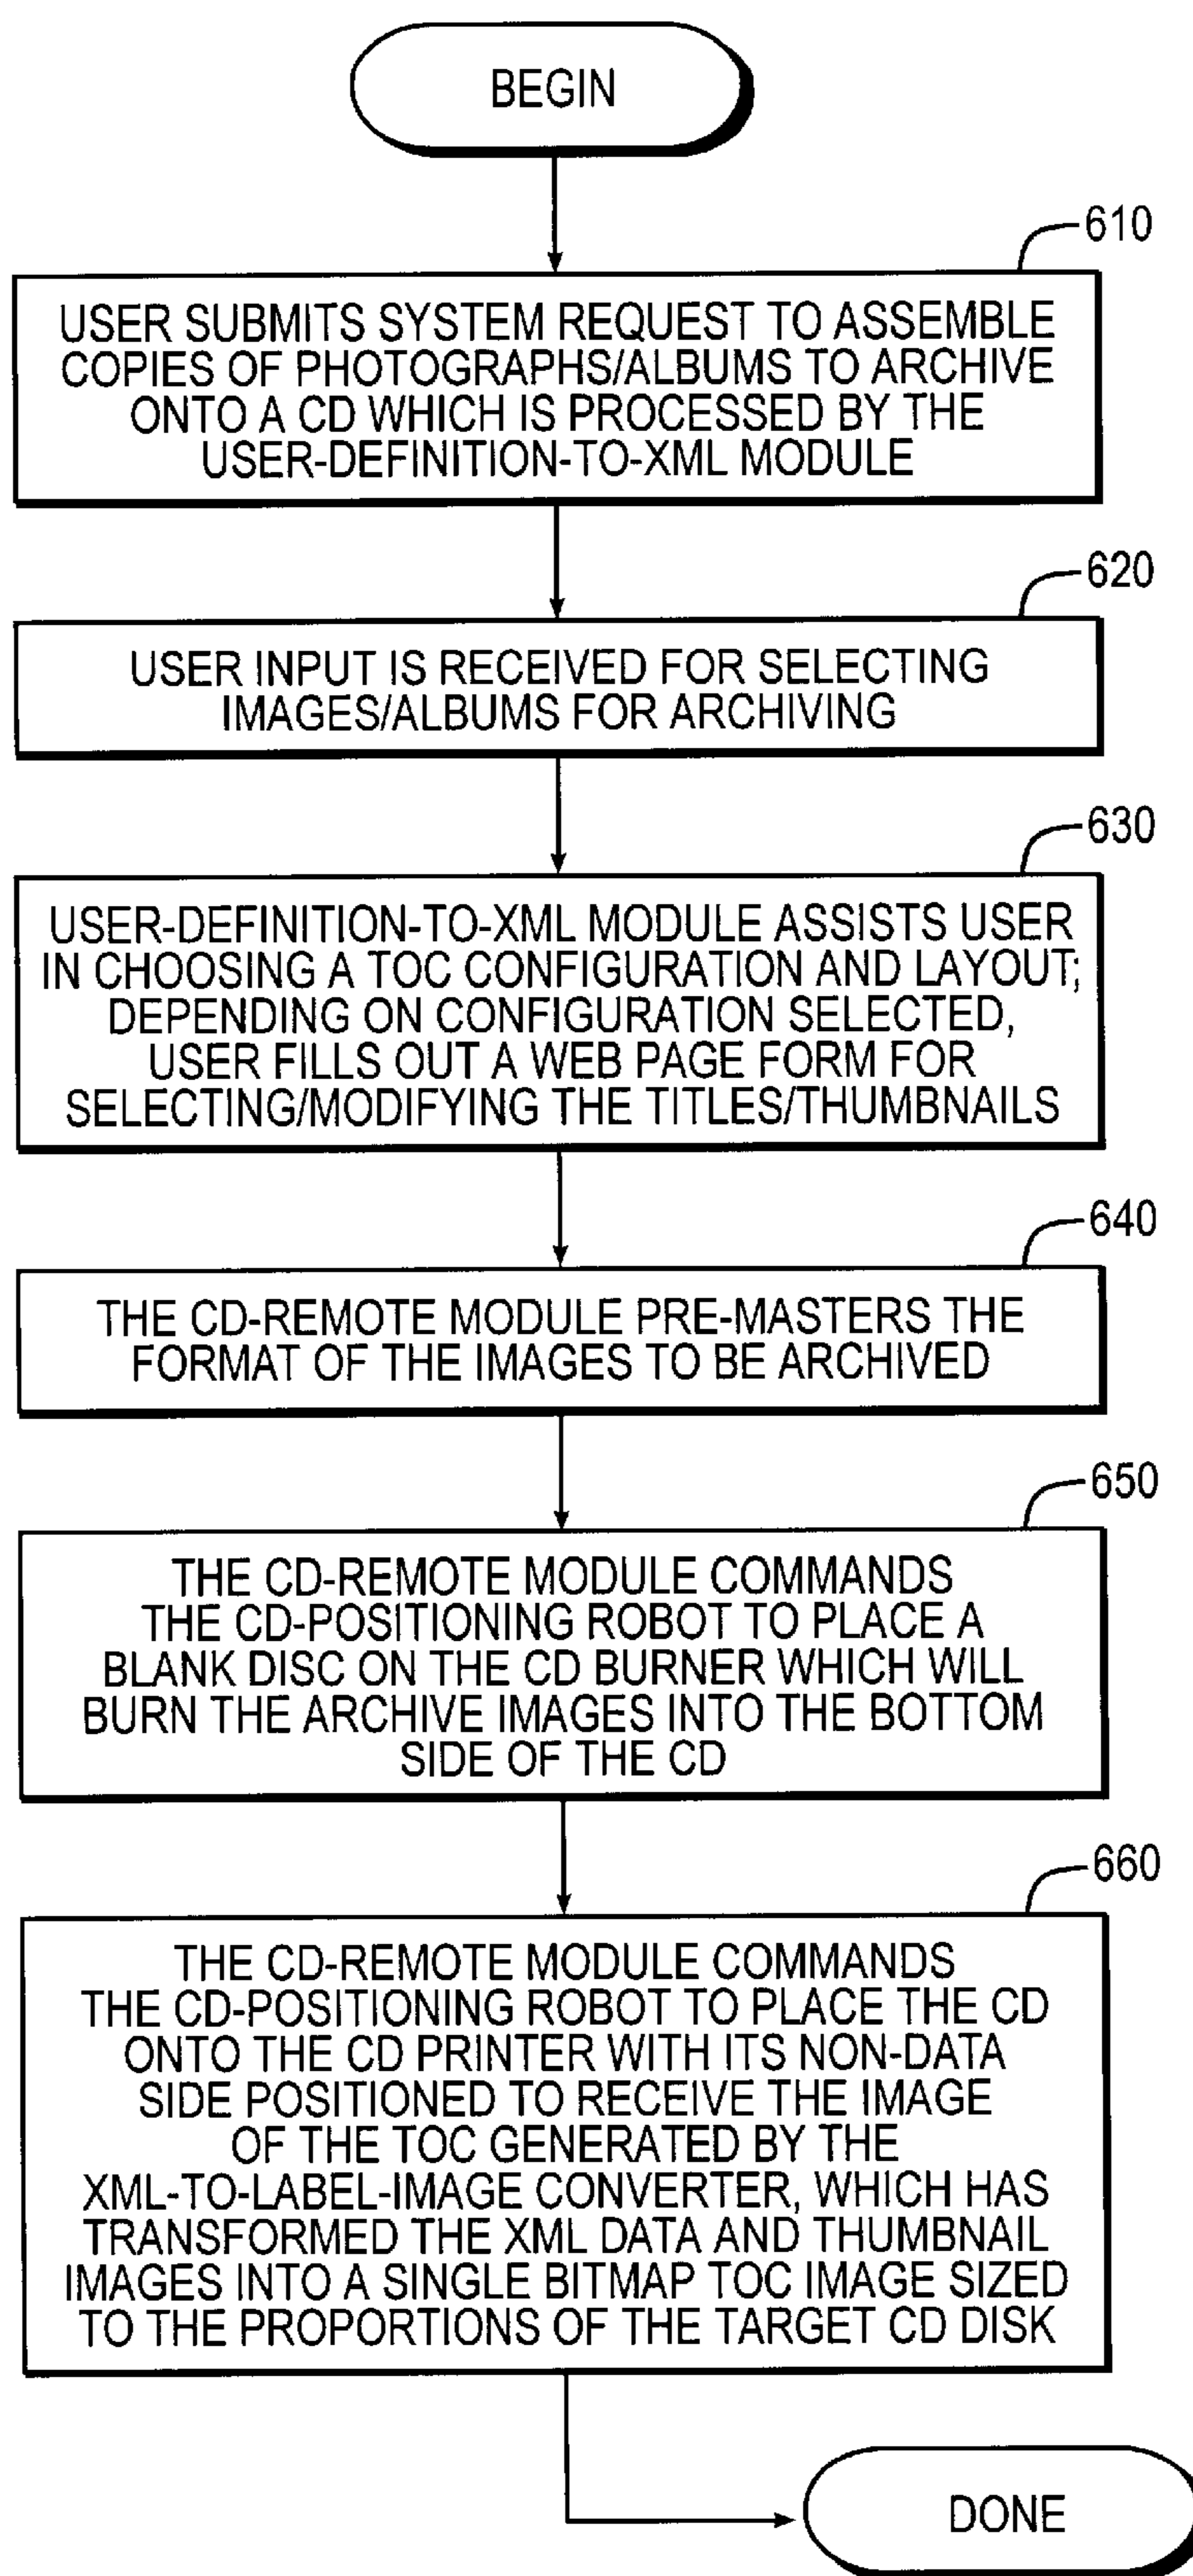 BEGIN
610
USER SUBMITS SYSTEM REQUEST TO ASSEMBLE
COPIES OF PHOTOGRAPHS/ALBUMS TO ARCHIVE
ONTO A CD WHICH IS PROCESSED BY THE
USER-DEFINITION-TO-XML MODULE
620
USER INPUT IS RECEIVED FOR SELECTING
IMAGES/ALBUMS FOR ARCHIVING
630
USER-DEFINITION-TO-XML MODULE ASSISTS USER
IN CHOOSING A TOC CONFIGURATION AND LAYOUT;
DEPENDING ON CONFIGURATION SELECTED,
USER FILLS OUT A WEB PAGE FORM FOR
SELECTING/MODIFYING THE TITLES/THUMBNAILS
640
THE CD-REMOTE MODULE PRE-MASTERS THE
FORMAT OF THE IMAGES TO BE ARCHIVED
650
THE CD-REMOTE MODULE COMMANDS
THE CD-POSITIONING ROBOT TO PLACE A
BLANK DISC ON THE CD BURNER WHICH WILL
BURN THE ARCHIVE IMAGES INTO THE BOTTOM
SIDE OF THE CD
660
THE CD-REMOTE MODULE COMMANDS
THE CD-POSITIONING ROBOT TO PLACE THE CD
ONTO THE CD PRINTER WITH ITS NON-DATA
SIDE POSITIONED TO RECEIVE THE IMAGE
OF THE TOC GENERATED BY THE
XML-TO-LABEL-IMAGE CONVERTER, WHICH HAS
TRANSFORMED THE XML DATA AND THUMBNAIL
IMAGES INTO A SINGLE BITMAP TOC IMAGE SIZED
TO THE PROPORTIONS OF THE TARGET CD DISK
DONE